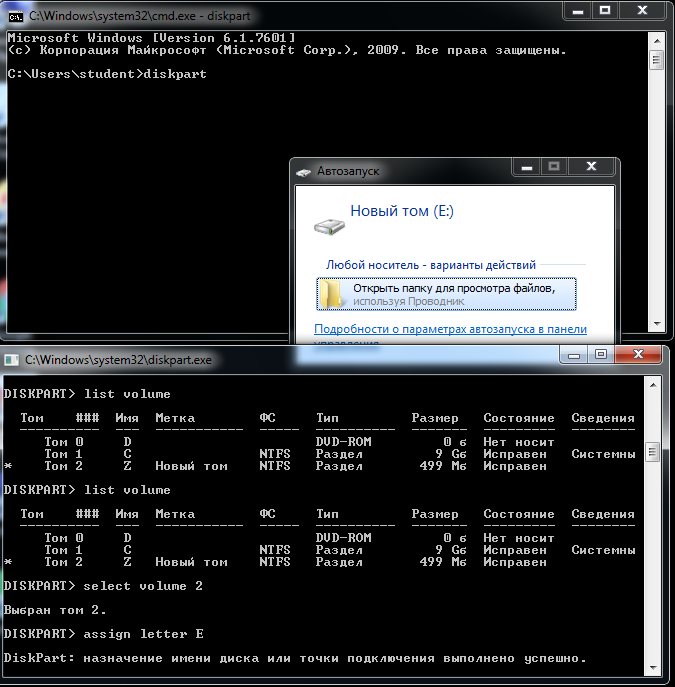 C:\Windows\system32\cmd.exe - diskpart
Microsoft Windows [Version 6.1.7601]
(c) Корпорация Майкрософт (Microsoft Corp.), 2009. Все права защищены.
C:\Users\student>diskpart
Автозапуск
Новый том (E:)
Любой носитель - варианты действий
Открыть папку для просмотра файлов,
используя Проводник
Подробности о параметрах автозапуска в панели
управления
C:\Windows\system32\diskpart.exe
DISKPART> list volume
Том ### Имя Метка ФС Тип Размер Состояние Сведения
Том 0 D DVD-ROM 0 б Нет носит
Том 1 C NTFS Раздел 9 Gб Исправен Системны
* Том 2 Z Новый том NTFS Раздел 499 Mб Исправен
DISKPART> list volume
Том ### Имя Метка ФС Тип Размер Состояние Сведения
Том 0 D DVD-ROM 0 б Нет носит
Том 1 C NTFS Раздел 9 Gб Исправен Системны
* Том 2 Z Новый том NTFS Раздел 499 Mб Исправен
DISKPART> select volume 2
Выбран том 2.
DISKPART> assign letter E
DiskPart: назначение имени диска или точки подключения выполнено успешно.